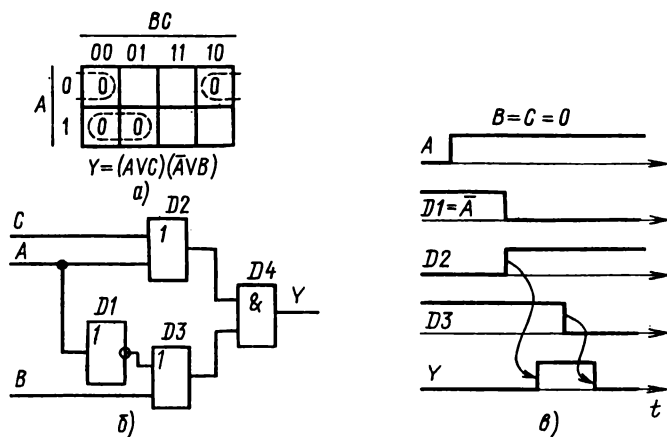 BC
00 01 11 10
A
0 0 0
1 0 0
Y=(A∨C)(A̅∨B)
а)
C
A
D2
1
D1
1
D3
1
D4
&
Y
B
б)
B=C=0
A
D1=A̅
D2
D3
Y
t
в)